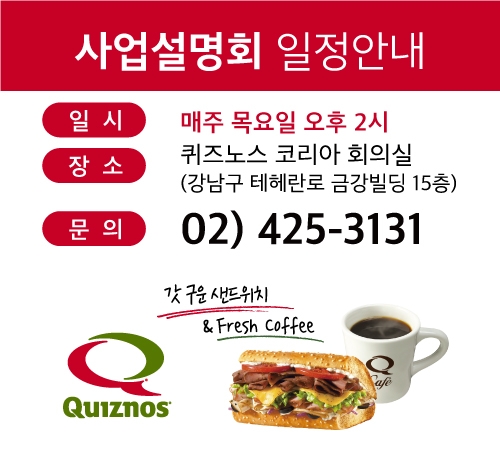 사업설명회 일정안내
일 시 매주 목요일 오후 2시
장 소 퀴즈노스 코리아 회의실
(강남구 테헤란로 금강빌딩 15층)
문 의 02) 425-3131
갓 구운 샌드위치
& Fresh Coffee
Q
Café
QUIZNOS